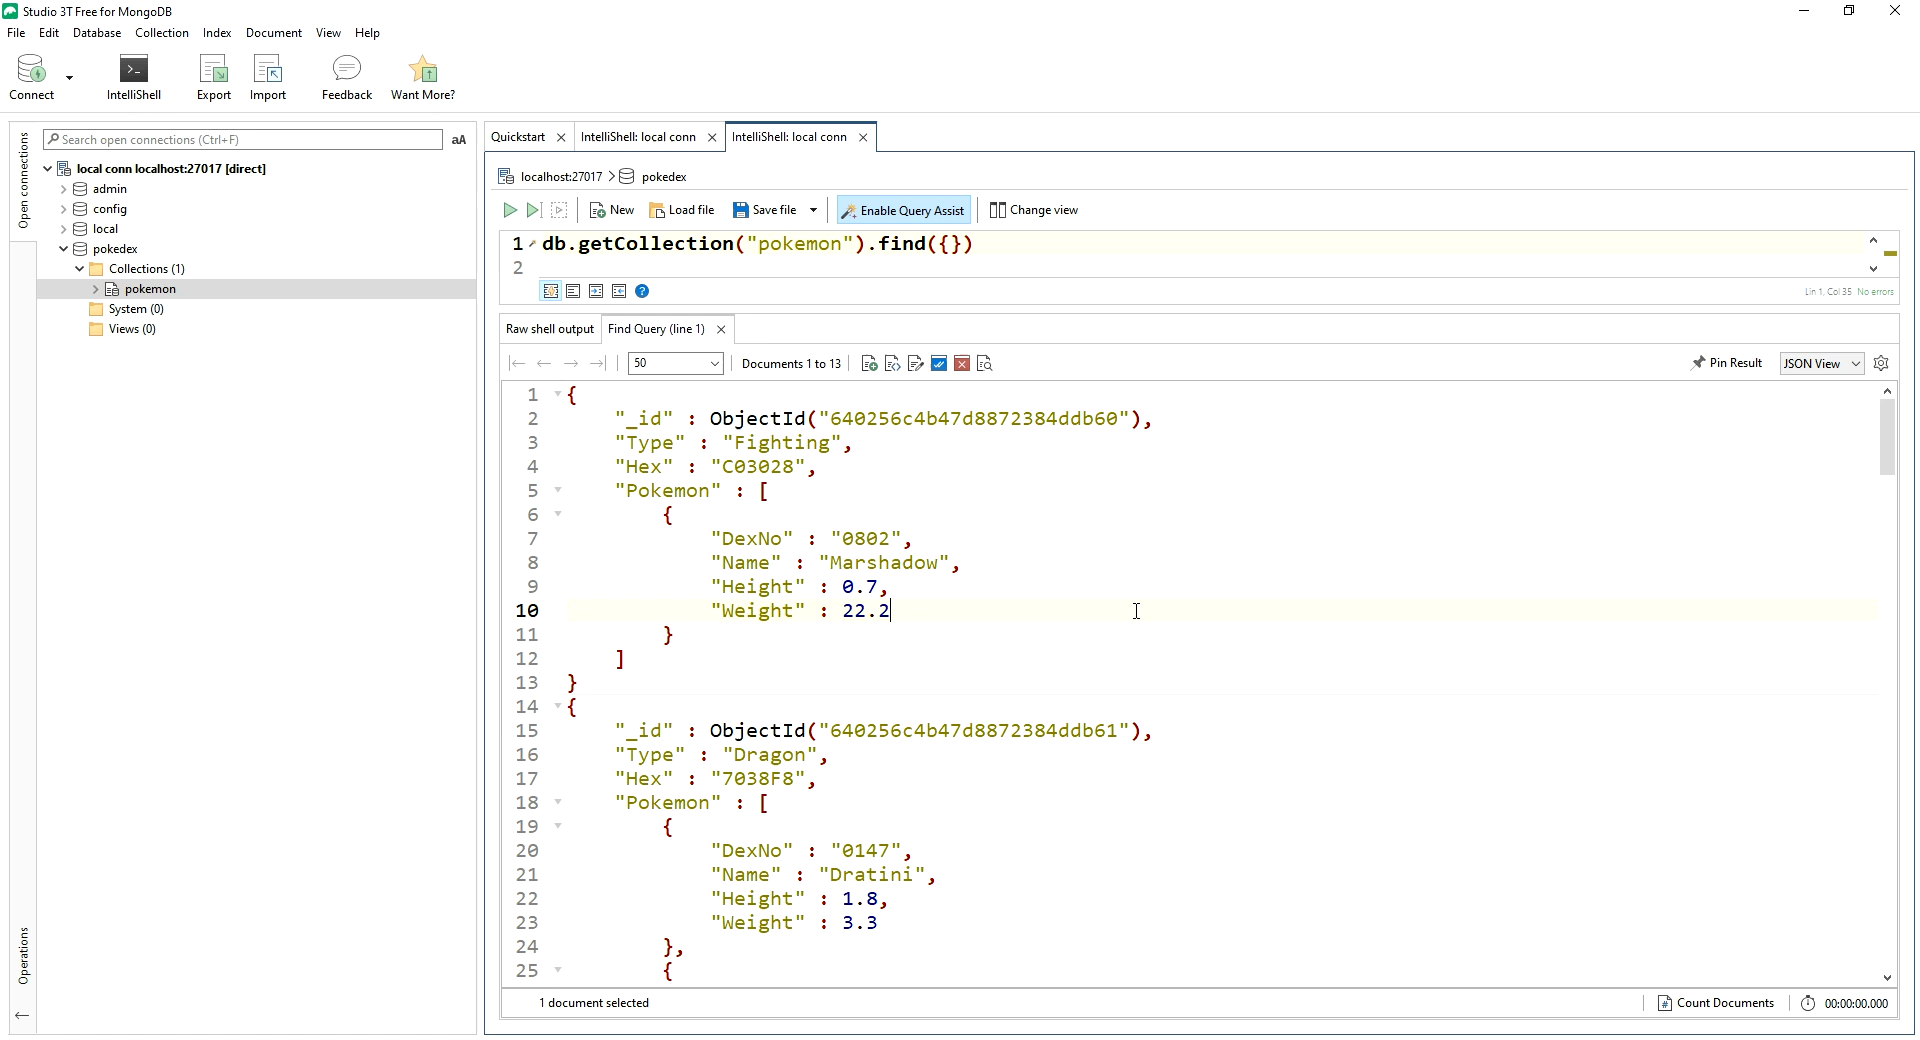 Studio 3T Free for MongoDB
File Edit Database Collection Index Document View Help
Connect IntelliShell Export Import Feedback Want More?
Open connections
Search open connections (Ctrl+F) aA
local conn localhost:27017 [direct]
admin
config
local
pokedex
Collections (1)
pokemon
System (0)
Views (0)
Operations
Quickstart IntelliShell: local conn IntelliShell: local conn
localhost:27017 pokedex
New Load file Save file Enable Query Assist Change view
1 db.getCollection("pokemon").find({})
2
Lin 1, Col 35 No errors
Raw shell output Find Query (line 1)
50 Documents 1 to 13 Pin Result JSON View
1 {
2 "_id" : ObjectId("640256c4b47d8872384ddb60"),
3 "Type" : "Fighting",
4 "Hex" : "C03028",
5 "Pokemon" : [
6 {
7 "DexNo" : "0802",
8 "Name" : "Marshadow",
9 "Height" : 0.7,
10 "Weight" : 22.2
11 }
12 ]
13 }
14 {
15 "_id" : ObjectId("640256c4b47d8872384ddb61"),
16 "Type" : "Dragon",
17 "Hex" : "7038F8",
18 "Pokemon" : [
19 {
20 "DexNo" : "0147",
21 "Name" : "Dratini",
22 "Height" : 1.8,
23 "Weight" : 3.3
24 },
25 {
1 document selected Count Documents 00:00:00.000